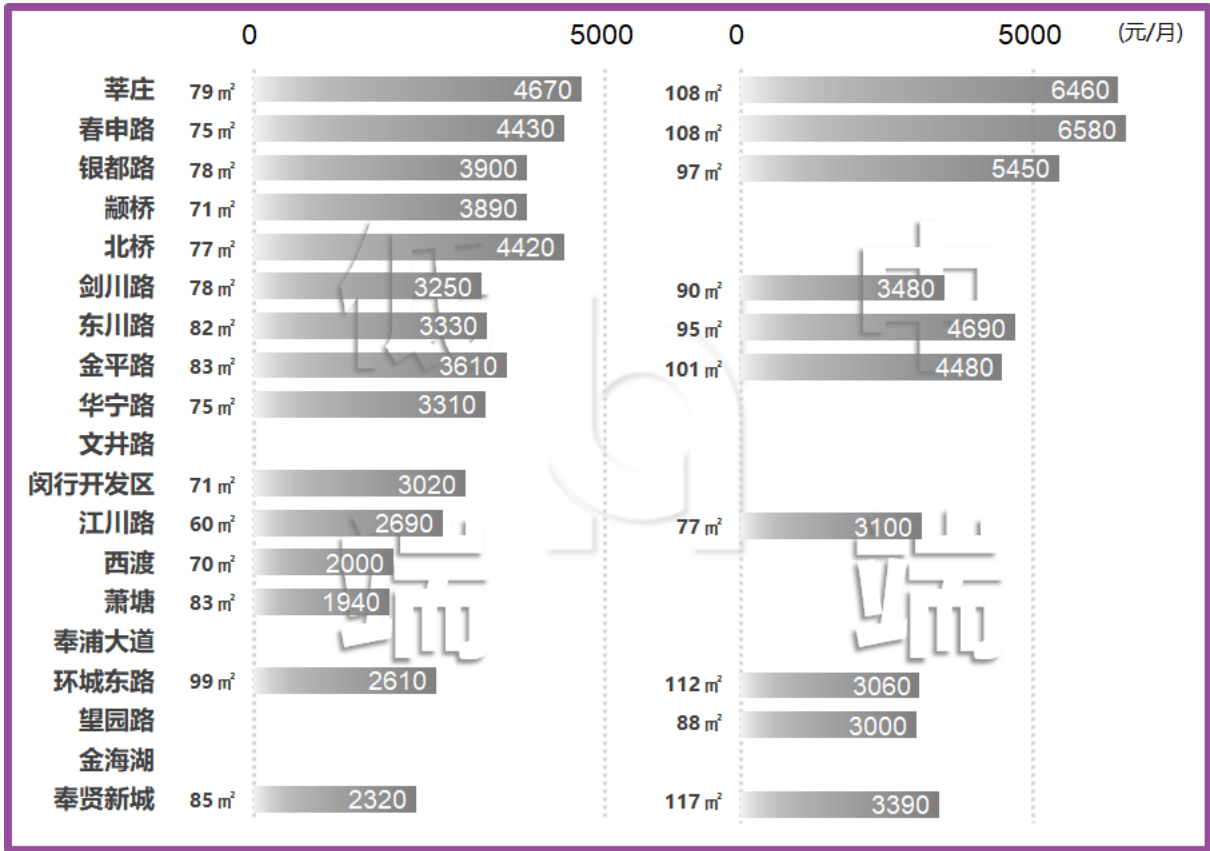 0 5000 0 5000 (元/月)
莘庄 79㎡ 4670 108㎡ 6460
春申路 75㎡ 4430 108㎡ 6580
银都路 78㎡ 3900 97㎡ 5450
颛桥 71㎡ 3890
北桥 77㎡ 4420
剑川路 78㎡ 3250 90㎡ 3480
东川路 82㎡ 3330 95㎡ 4690
金平路 83㎡ 3610 101㎡ 4480
华宁路 75㎡ 3310
文井路
闵行开发区 71㎡ 3020
江川路 60㎡ 2690 77㎡ 3100
西渡 70㎡ 2000
萧塘 83㎡ 1940
奉浦大道
环城东路 99㎡ 2610 112㎡ 3060
望园路 88㎡ 3000
金海湖
奉贤新城 85㎡ 2320 117㎡ 3390
低端
中端